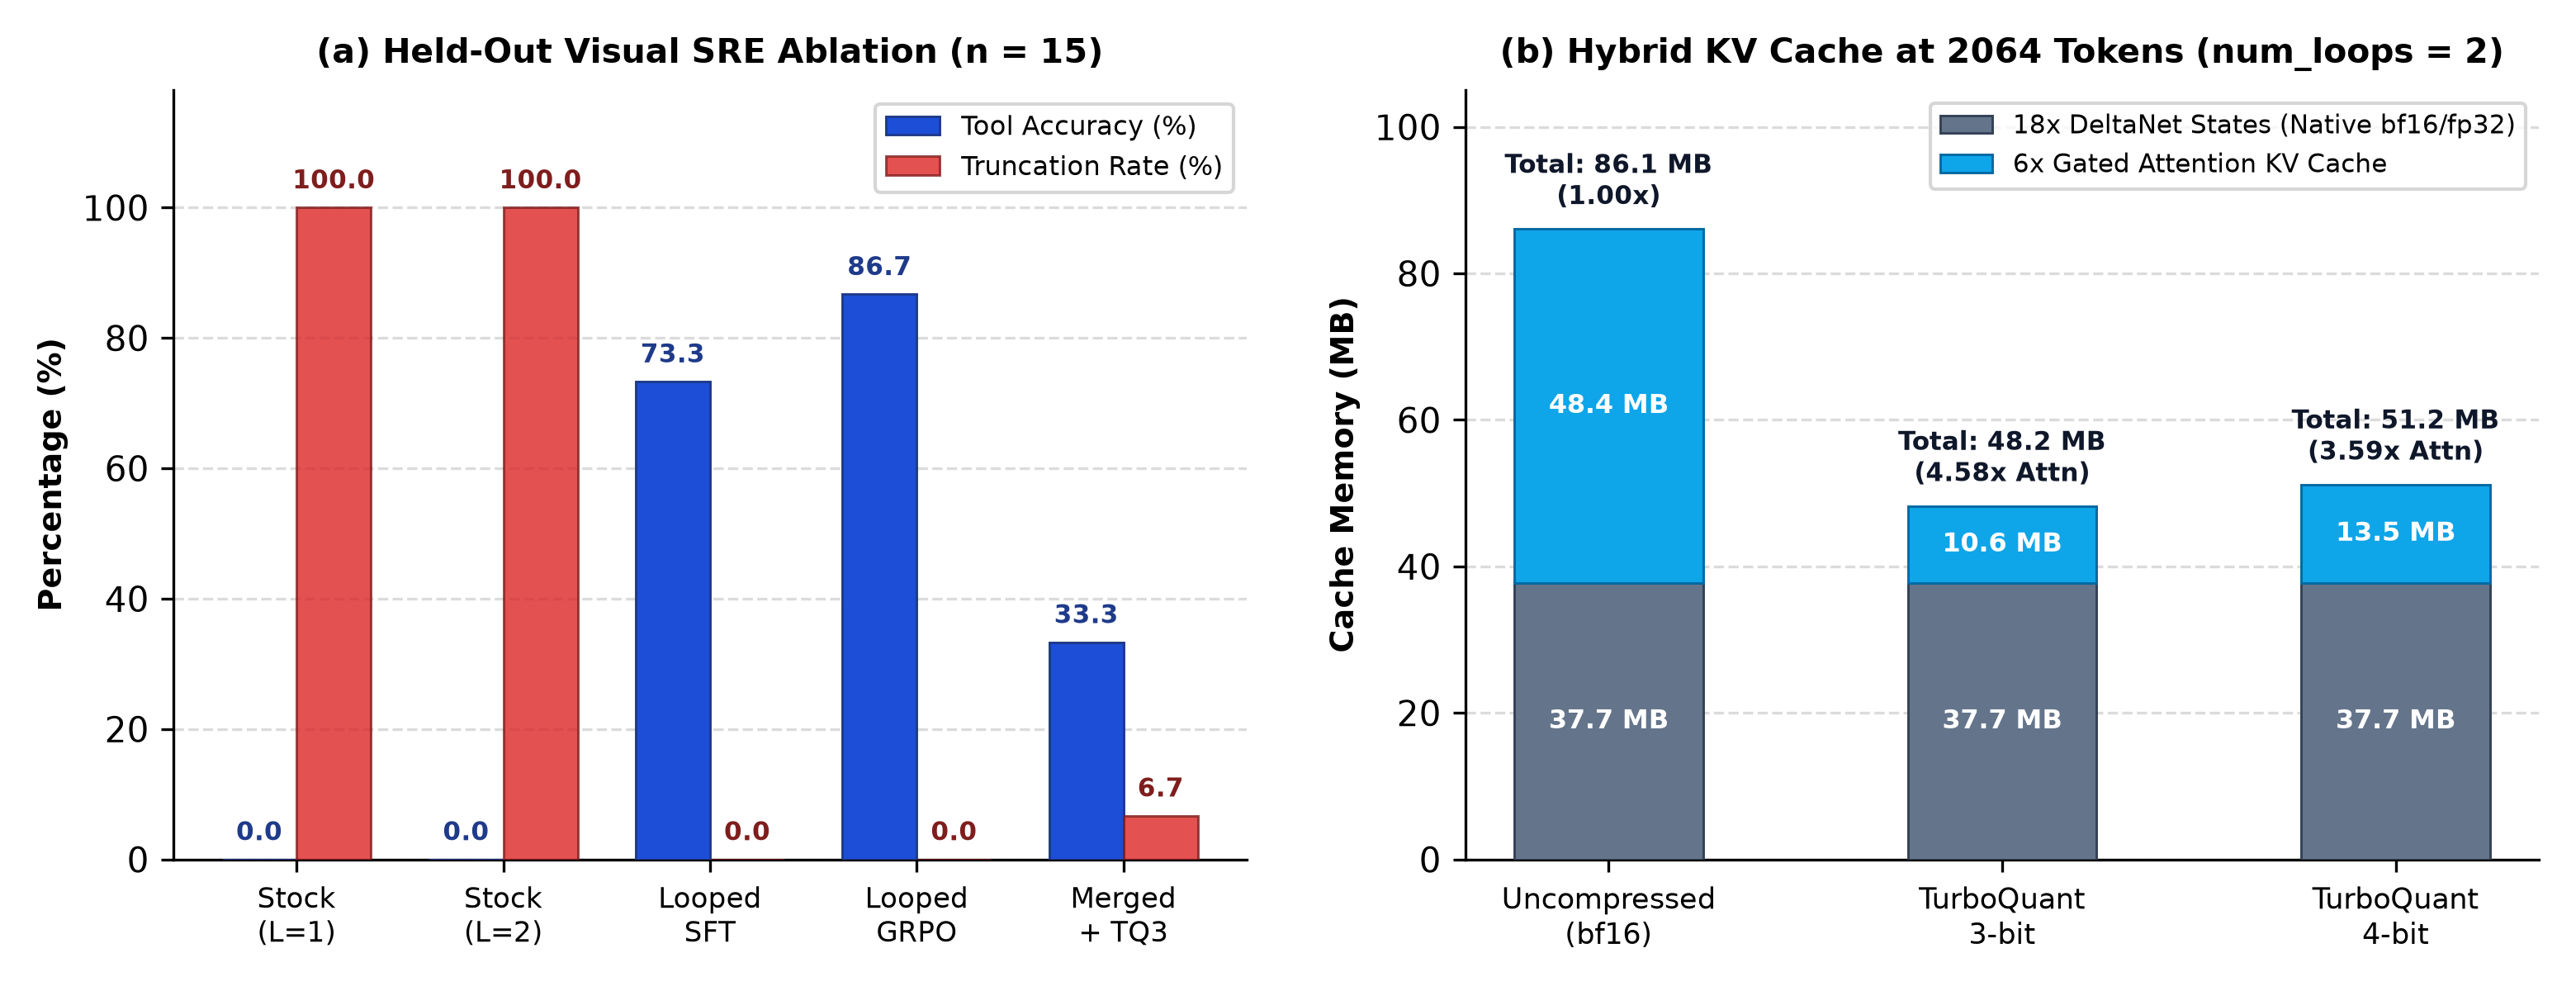 (a) Held-Out Visual SRE Ablation (n = 15)
Tool Accuracy (%)
Truncation Rate (%)
Percentage (%)
100
80
60
40
20
0
0.0
100.0
0.0
100.0
73.3
0.0
86.7
0.0
33.3
6.7
Stock
(L=1)
Stock
(L=2)
Looped
SFT
Looped
GRPO
Merged
+ TQ3
(b) Hybrid KV Cache at 2064 Tokens (num_loops = 2)
18x DeltaNet States (Native bf16/fp32)
6x Gated Attention KV Cache
Cache Memory (MB)
100
80
60
40
20
0
Total: 86.1 MB
(1.00x)
48.4 MB
37.7 MB
Total: 48.2 MB
(4.58x Attn)
10.6 MB
37.7 MB
Total: 51.2 MB
(3.59x Attn)
13.5 MB
37.7 MB
Uncompressed
(bf16)
TurboQuant
3-bit
TurboQuant
4-bit